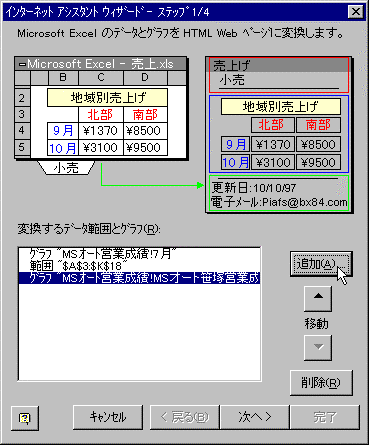 インターネット アシスタント ウィザード - ステップ1/4
Microsoft Excel のデータとグラフを HTML Web ページに変換します。
Microsoft Excel - 売上.xls
B C D
2 地域別売上げ
3 北部 南部
4 9月 ¥1370 ¥8500
5 10月 ¥3100 ¥9500
小売
売上げ
小売
地域別売上げ
北部 南部
9月 ¥1370 ¥8500
10月 ¥3100 ¥9500
更新日:10/10/97
電子メール:Piafs@bx84.com
変換するデータ範囲とグラフ(R):
グラフ "MSオート営業成績!7月"
範囲 "$A$3:$K$18"
グラフ "MSオート営業成績!MSオート笹塚営業成
追加(A)...
移動
削除(R)
キャンセル
< 戻る(B)
次へ >
完了